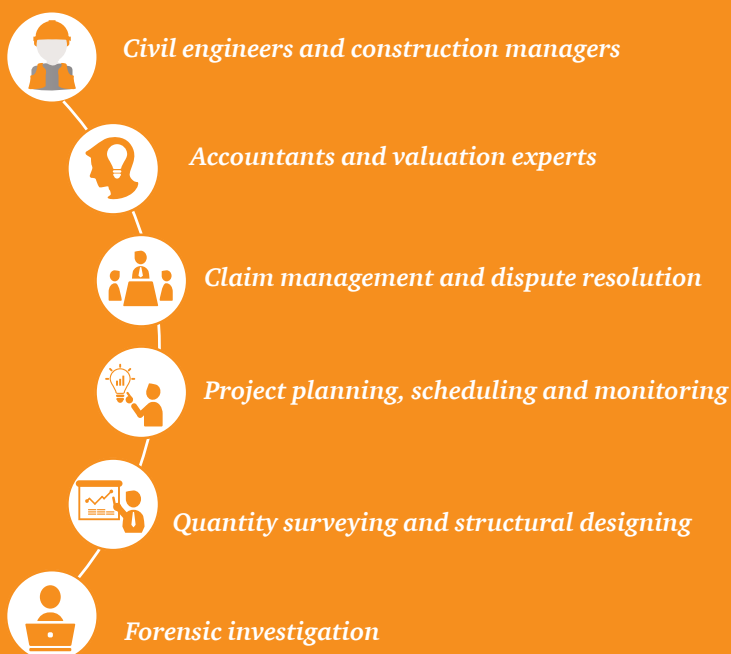 Civil engineers and construction managers
Accountants and valuation experts
Claim management and dispute resolution
Project planning, scheduling and monitoring
Quantity surveying and structural designing
Forensic investigation